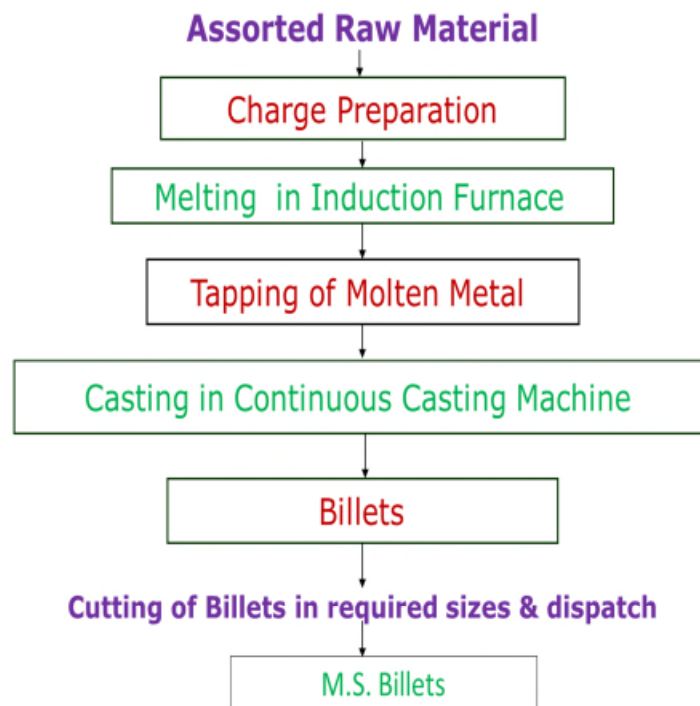 Assorted Raw Material
Charge Preparation
Melting in Induction Furnace
Tapping of Molten Metal
Casting in Continuous Casting Machine
Billets
Cutting of Billets in required sizes & dispatch
M.S. Billets